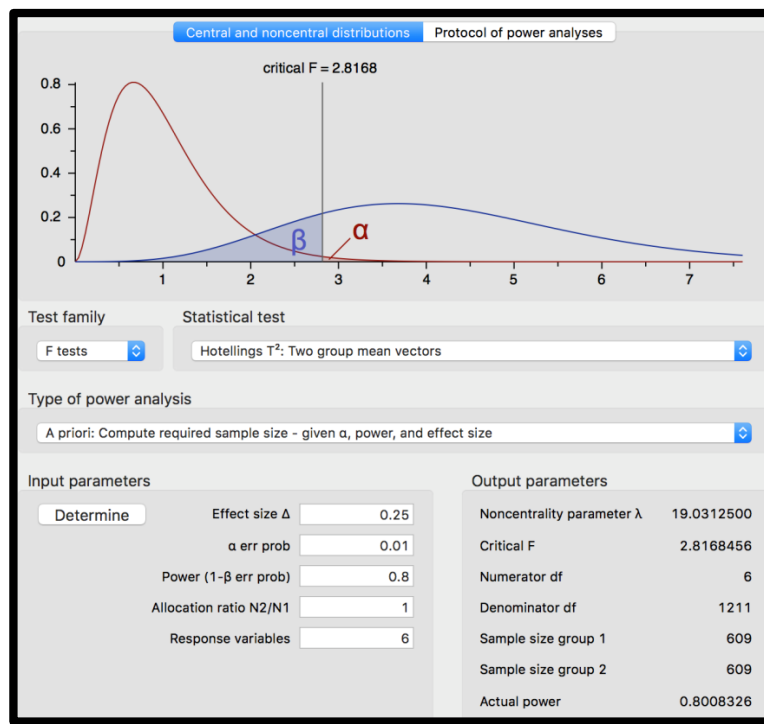 Central and noncentral distributions Protocol of power analyses
critical F = 2.8168
0.8
0.6
0.4
0.2
0
β α
1 2 3 4 5 6 7
Test family Statistical test
F tests Hotellings T²: Two group mean vectors
Type of power analysis
A priori: Compute required sample size - given α, power, and effect size
Input parameters Output parameters
Determine Effect size Δ 0.25 Noncentrality parameter λ 19.0312500
α err prob 0.01 Critical F 2.8168456
Power (1-β err prob) 0.8 Numerator df 6
Allocation ratio N2/N1 1 Denominator df 1211
Response variables 6 Sample size group 1 609
Sample size group 2 609
Actual power 0.8008326